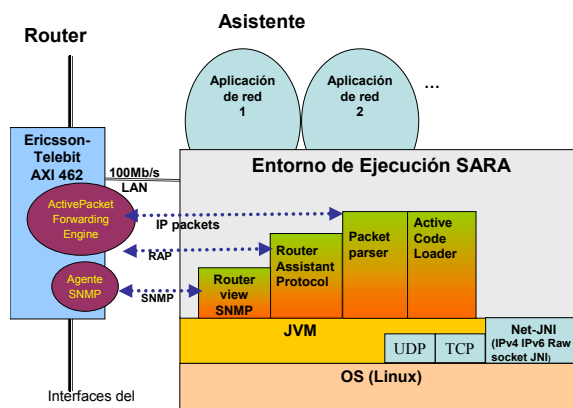 Asistente
Router
Aplicación
de red
1
Aplicación
de red
2
...
Ericsson-
Telebit
AXI 462
100Mb/s
LAN
Entorno de Ejecución SARA
ActivePacket
Forwarding
Engine
IP packets
RAP
Agente
SNMP
SNMP
Router
view
SNMP
Router
Assistant
Protocol
Packet
parser
Active
Code
Loader
JVM
UDP
TCP
Net-JNI
(IPv4 IPv6 Raw
socket JNI)
OS (Linux)
Interfaces del